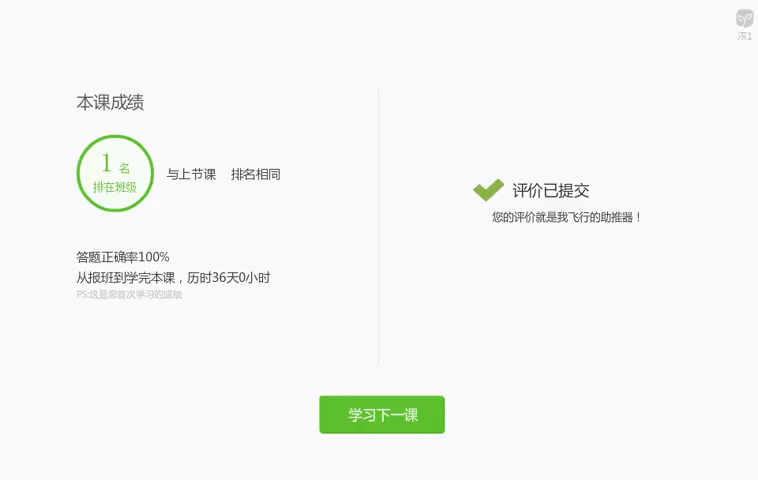 本课成绩
1 名
排在班级
与上节课 排名相同
答题正确率100%
从报班到学完本课，历时36天0小时
PS:这是您首次学习的成绩
评价已提交
您的评价就是我飞行的助推器！
学习下一课